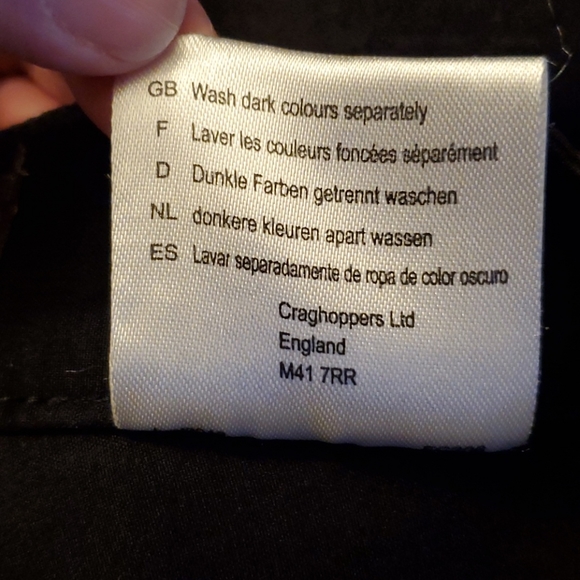 GB Wash dark colours separately
F Laver les couleurs foncées séparément
D Dunkle Farben getrennt waschen
NL donkere kleuren apart wassen
ES Lavar separadamente de ropa de color oscuro
Craghoppers Ltd
England
M41 7RR